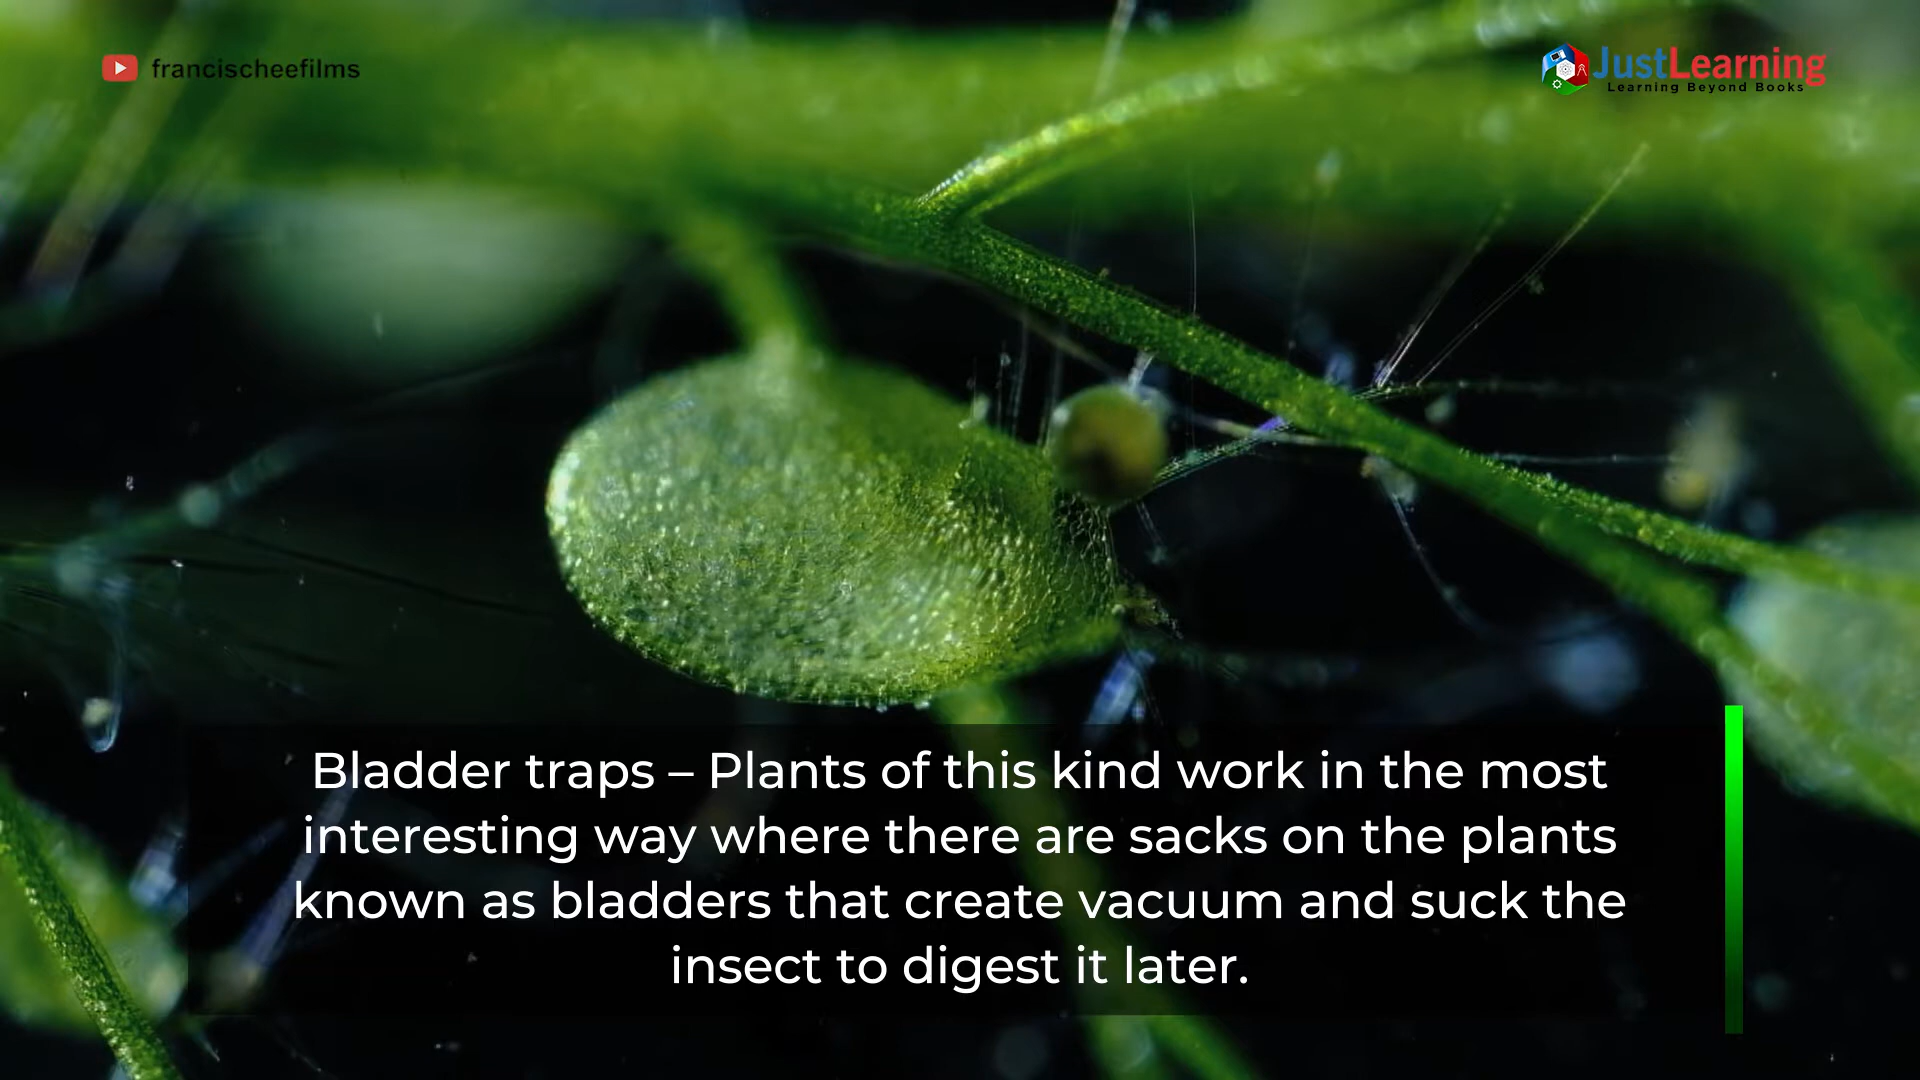 francischeefilms
JustLearning
Learning Beyond Books
Bladder traps – Plants of this kind work in the most
interesting way where there are sacks on the plants
known as bladders that create vacuum and suck the
insect to digest it later.